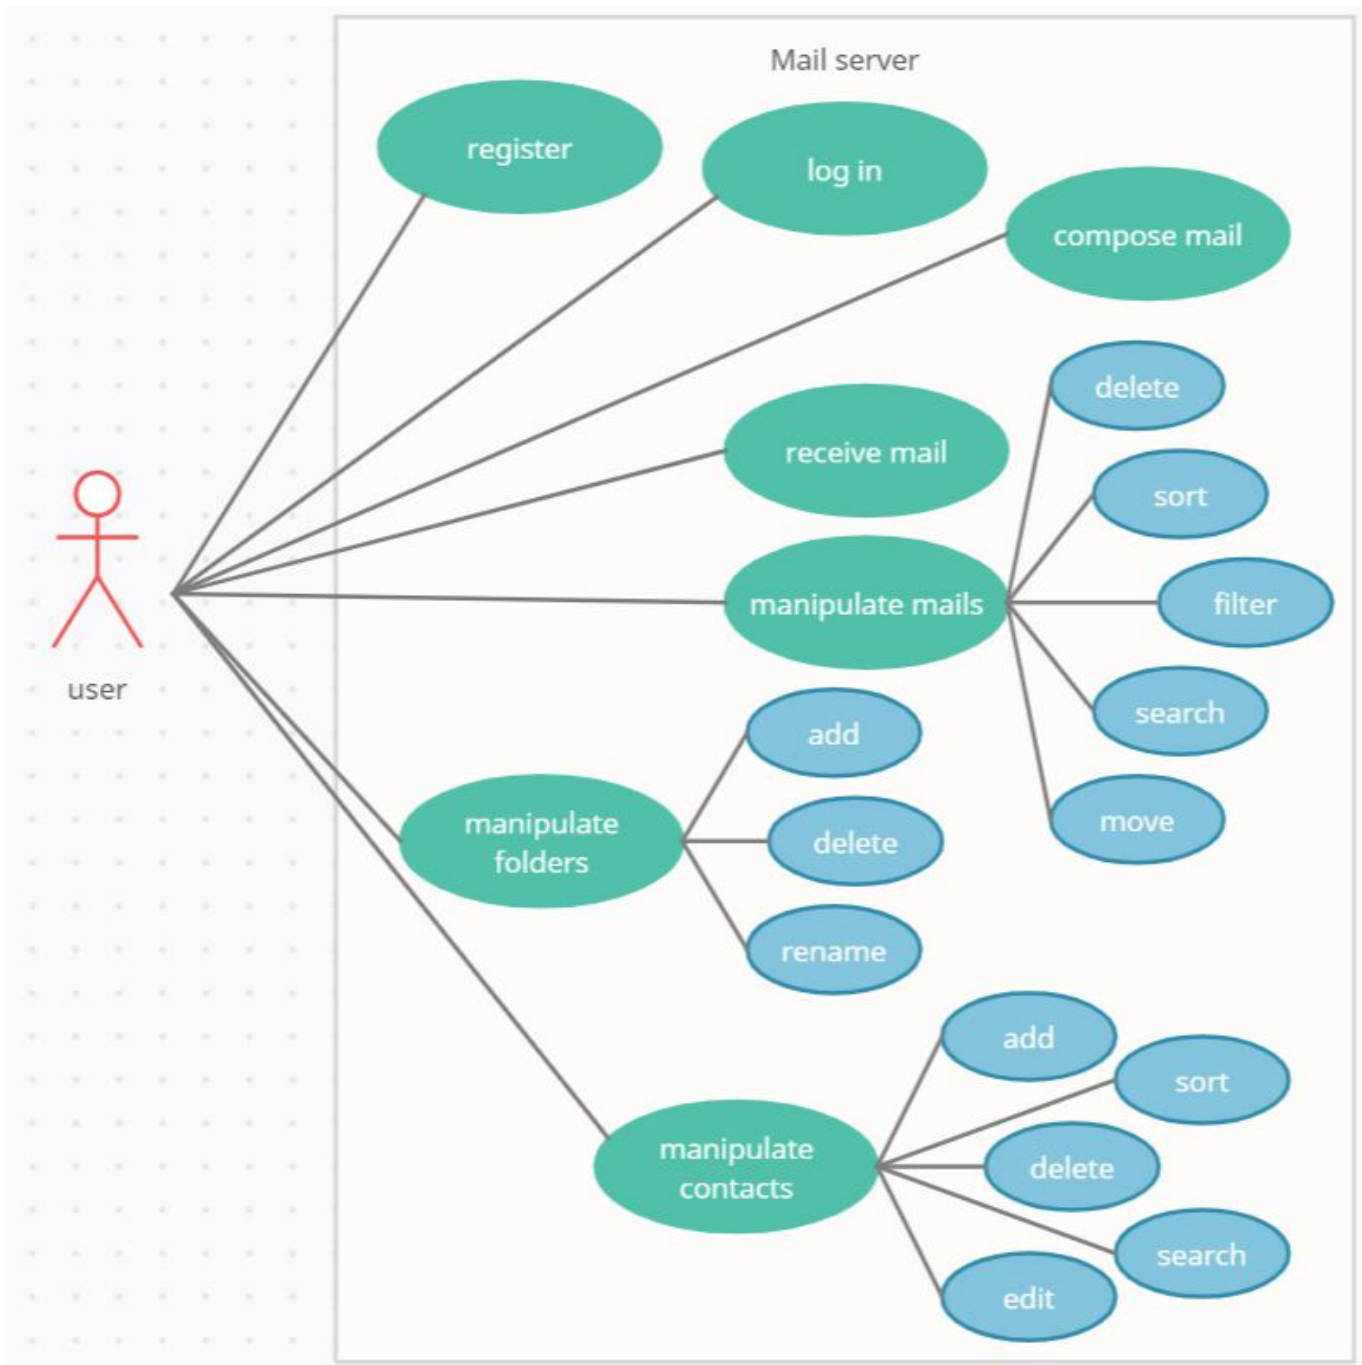 Mail server
register
log in
compose mail
delete
receive mail
sort
manipulate mails
filter
user
search
add
move
manipulate
folders
delete
rename
add
sort
manipulate
contacts
delete
search
edit